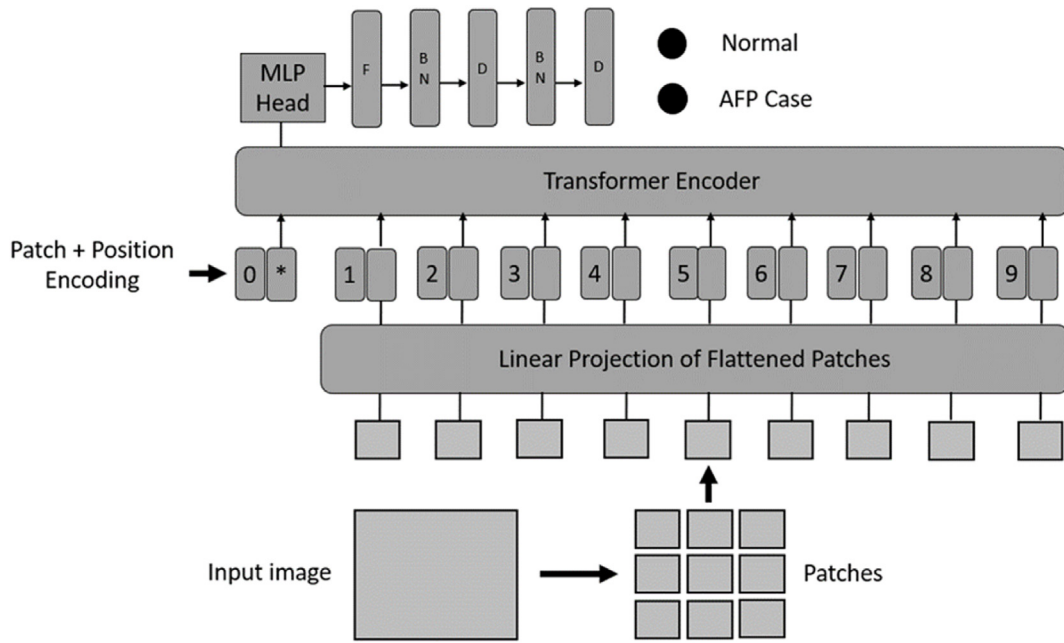 Normal
AFP Case
MLP
Head
F
B
N
D
B
N
D
Transformer Encoder
Patch + Position
Encoding
0 * 1 2 3 4 5 6 7 8 9
Linear Projection of Flattened Patches
Input image
Patches